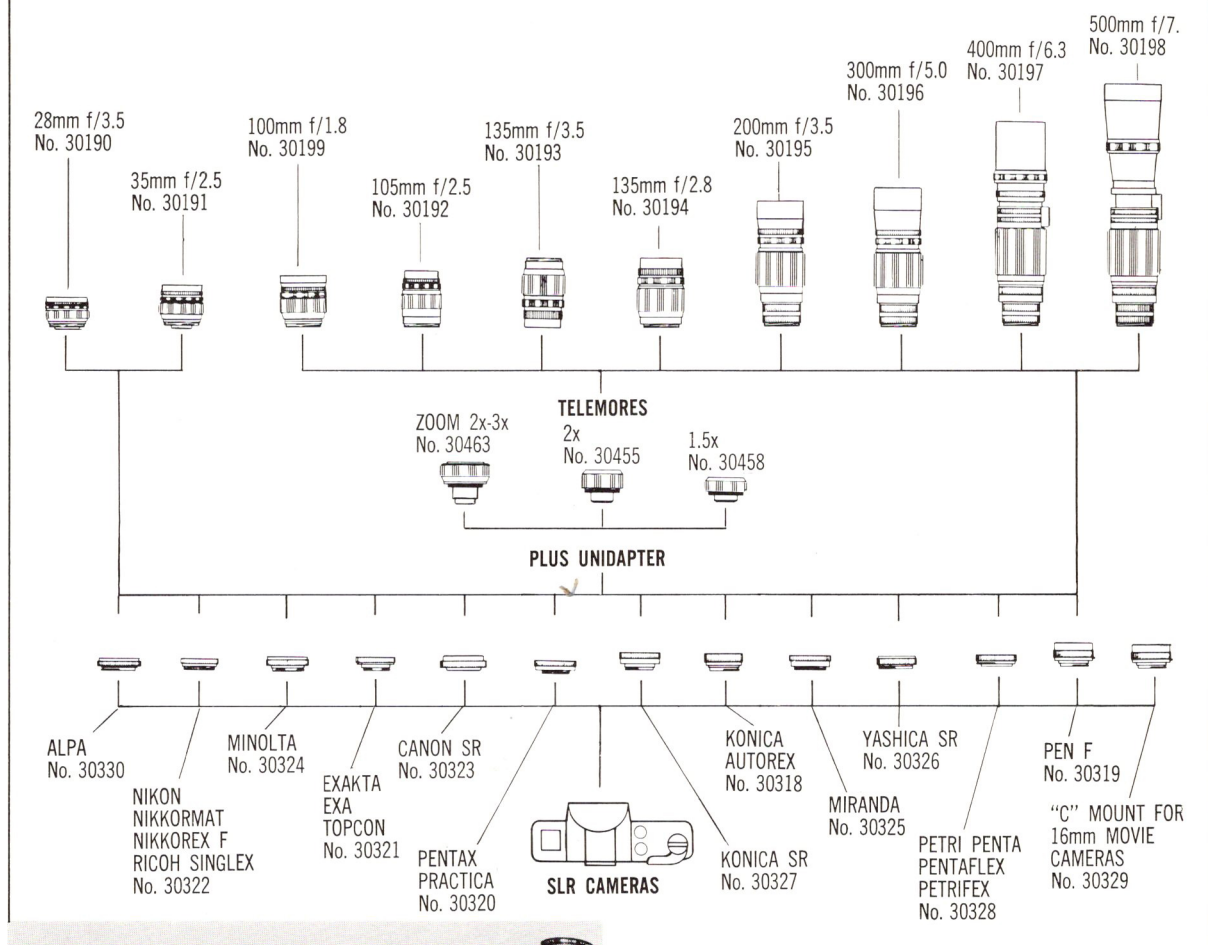 28mm f/3.5
No. 30190
35mm f/2.5
No. 30191
100mm f/1.8
No. 30199
105mm f/2.5
No. 30192
135mm f/3.5
No. 30193
135mm f/2.8
No. 30194
200mm f/3.5
No. 30195
300mm f/5.0
No. 30196
400mm f/6.3
No. 30197
500mm f/7.
No. 30198
TELEMORES
ZOOM 2x-3x
No. 30463
2x
No. 30455
1.5x
No. 30458
PLUS UNIDAPTER
ALPA
No. 30330
NIKON
NIKKORMAT
NIKKOREX F
RICOH SINGLEX
No. 30322
MINOLTA
No. 30324
EXAKTA
EXA
TOPCON
No. 30321
CANON SR
No. 30323
PENTAX
PRACTICA
No. 30320
SLR CAMERAS
KONICA SR
No. 30327
KONICA
AUTOREX
No. 30318
MIRANDA
No. 30325
YASHICA SR
No. 30326
PETRI PENTA
PENTAFLEX
PETRIFEX
No. 30328
PEN F
No. 30319
"C" MOUNT FOR
16mm MOVIE
CAMERAS
No. 30329